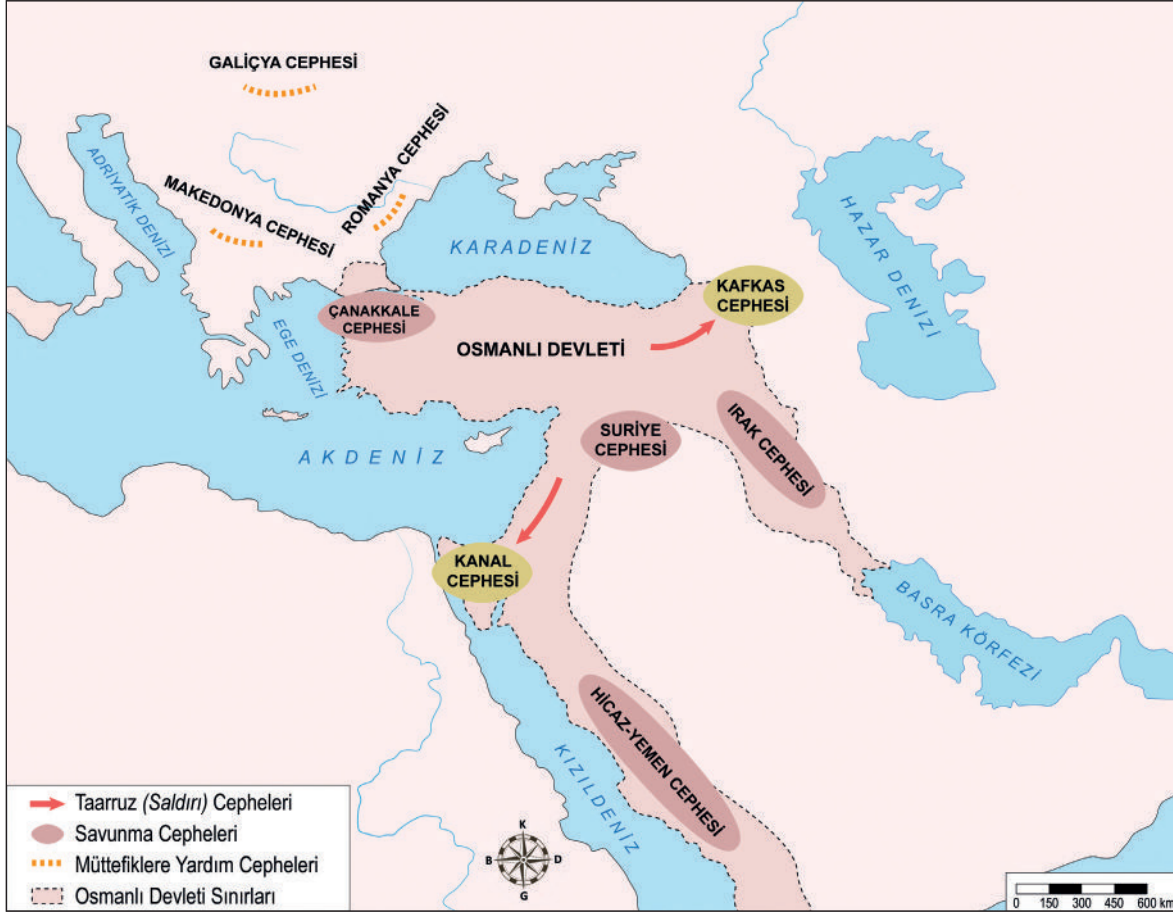 GALİÇYA CEPHESİ
MAKEDONYA CEPHESİ
ROMANYA CEPHESİ
ADRİYATİK DENİZİ
KARADENİZ
HAZAR DENİZİ
KAFKAS
CEPHESİ
ÇANAKKALE
CEPHESİ
EGE DENİZİ
OSMANLI DEVLETİ
SURİYE
CEPHESİ
IRAK CEPHESİ
AKDENİZ
KANAL
CEPHESİ
BASRA KÖRFEZİ
HİCAZ-YEMEN CEPHESİ
KIZILDENİZ
Taarruz (Saldırı) Cepheleri
Savunma Cepheleri
Müttefiklere Yardım Cepheleri
Osmanlı Devleti Sınırları
K
B D
G
0 150 300 450 600 km